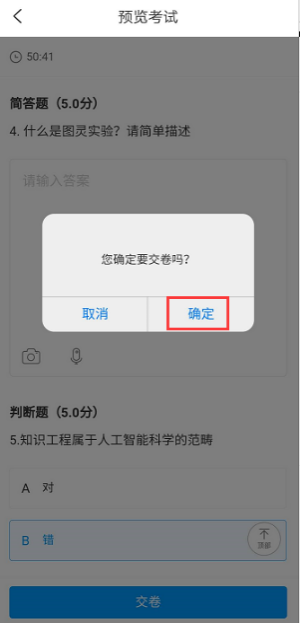 预览考试
50:41
简答题（5.0分）
4. 什么是图灵实验？请简单描述
请输入答案
您确定要交卷吗？
取消 确定
判断题（5.0分）
5.知识工程属于人工智能科学的范畴
A 对
B 错
顶部
交卷